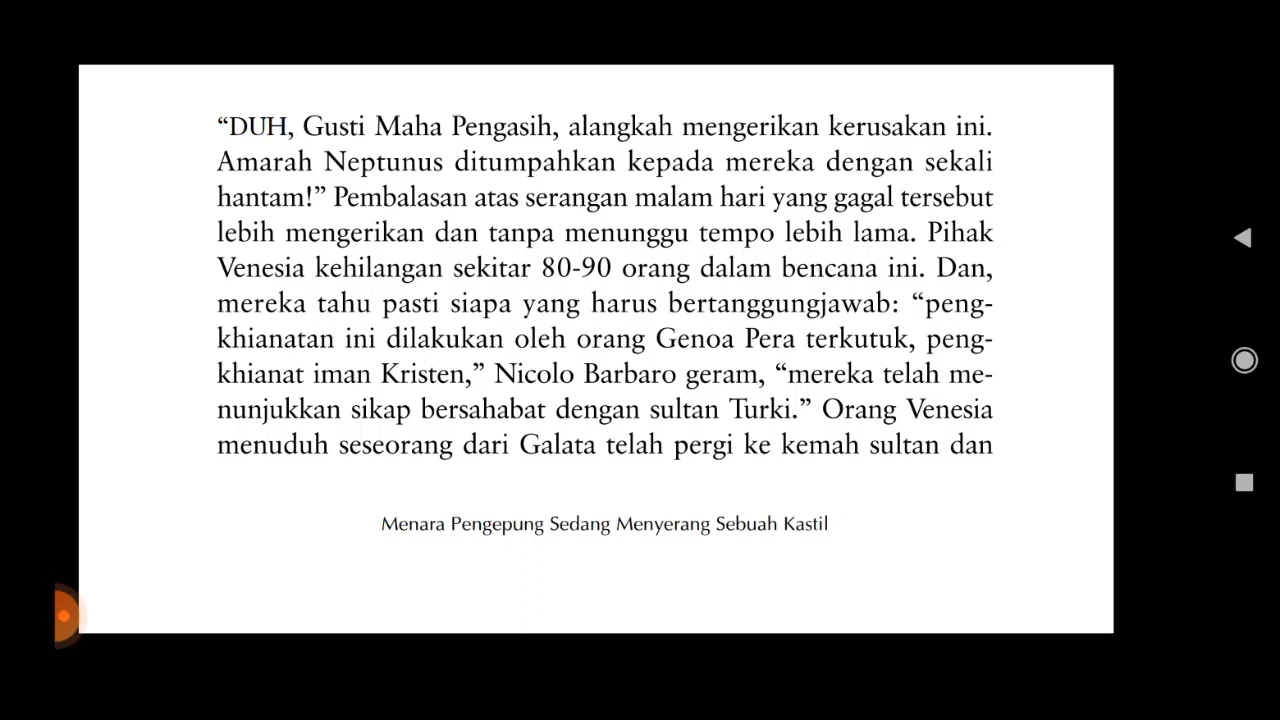 “DUH, Gusti Maha Pengasih, alangkah mengerikan kerusakan ini.
Amarah Neptunus ditumpahkan kepada mereka dengan sekali
hantam!” Pembalasan atas serangan malam hari yang gagal tersebut
lebih mengerikan dan tanpa menunggu tempo lebih lama. Pihak
Venesia kehilangan sekitar 80-90 orang dalam bencana ini. Dan,
mereka tahu pasti siapa yang harus bertanggungjawab: “peng-
khianatan ini dilakukan oleh orang Genoa Pera terkutuk, peng-
khianat iman Kristen,” Nicolo Barbaro geram, “mereka telah me-
nunjukkan sikap bersahabat dengan sultan Turki.” Orang Venesia
menuduh seseorang dari Galata telah pergi ke kemah sultan dan
Menara Pengepung Sedang Menyerang Sebuah Kastil